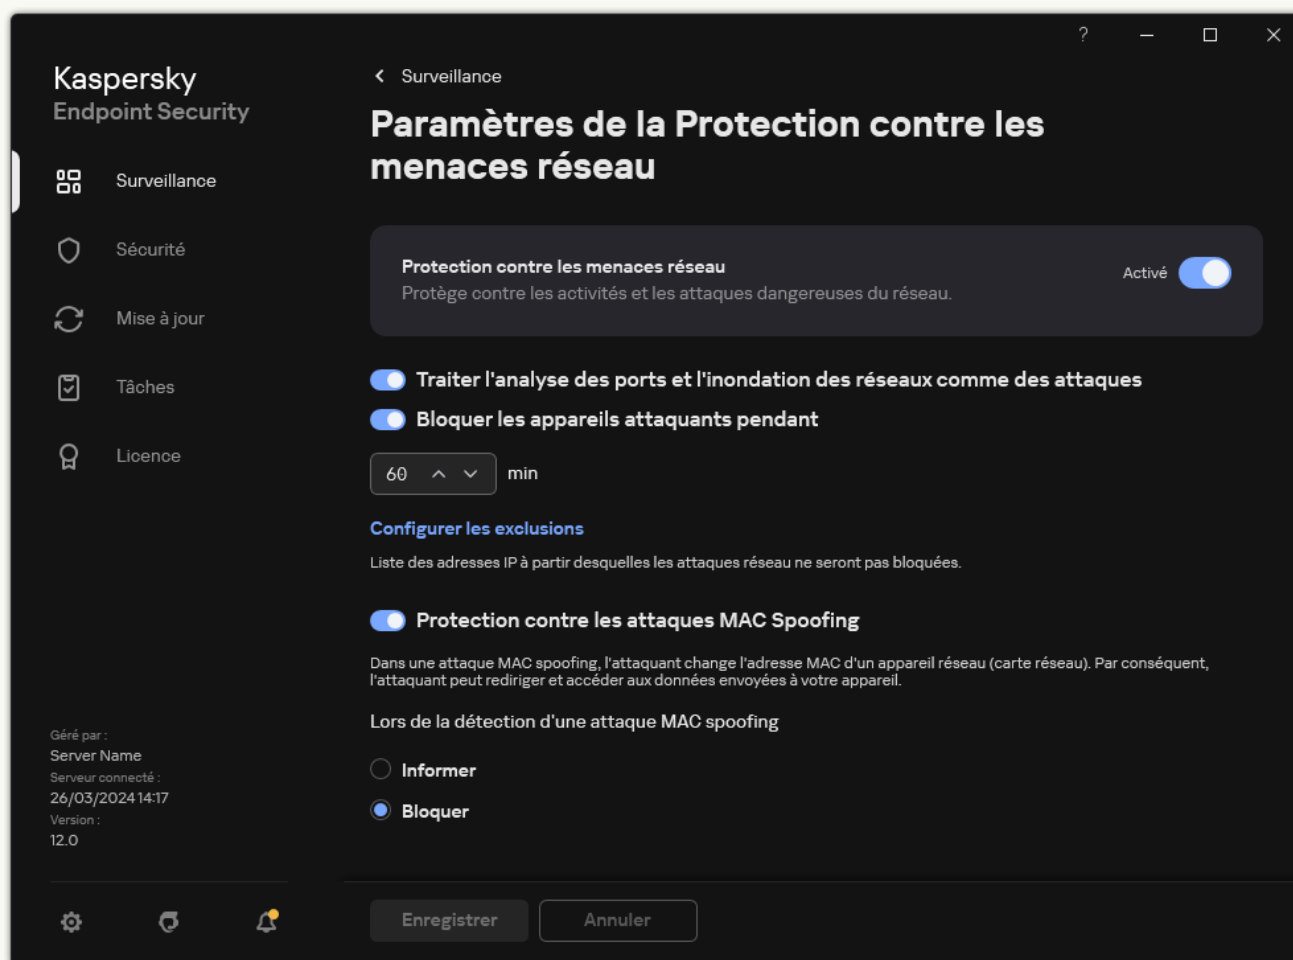 ?
Kaspersky
Endpoint Security
Surveillance
Sécurité
Mise à jour
Tâches
Licence
Géré par :
Server Name
Serveur connecté :
26/03/2024 14:17
Version :
12.0
Surveillance
Paramètres de la Protection contre les
menaces réseau
Protection contre les menaces réseau
Protège contre les activités et les attaques dangereuses du réseau.
Activé
Traiter l'analyse des ports et l'inondation des réseaux comme des attaques
Bloquer les appareils attaquants pendant
60 min
Configurer les exclusions
Liste des adresses IP à partir desquelles les attaques réseau ne seront pas bloquées.
Protection contre les attaques MAC Spoofing
Dans une attaque MAC spoofing, l'attaquant change l'adresse MAC d'un appareil réseau (carte réseau). Par conséquent,
l'attaquant peut rediriger et accéder aux données envoyées à votre appareil.
Lors de la détection d'une attaque MAC spoofing
Informer
Bloquer
Enregistrer
Annuler